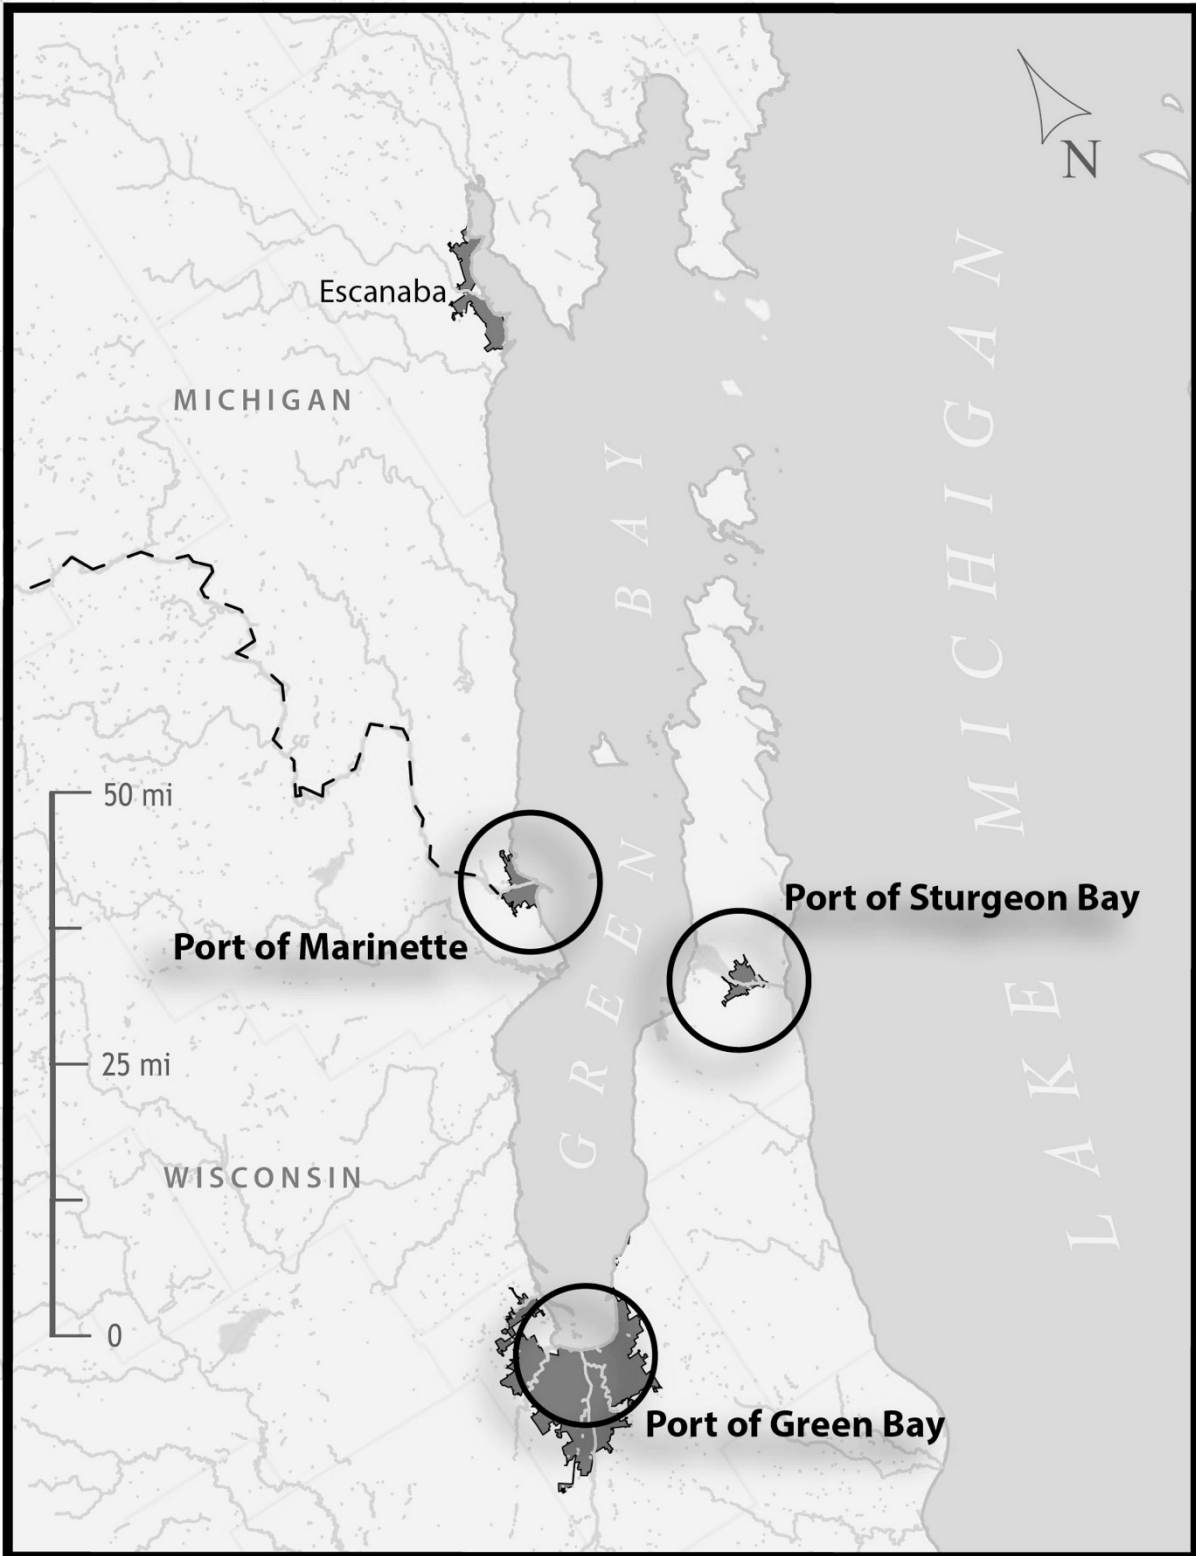 N
Escanaba
MICHIGAN
GREEN BAY
LAKE MICHIGAN
50 mi
Port of Sturgeon Bay
Port of Marinette
25 mi
WISCONSIN
0
Port of Green Bay